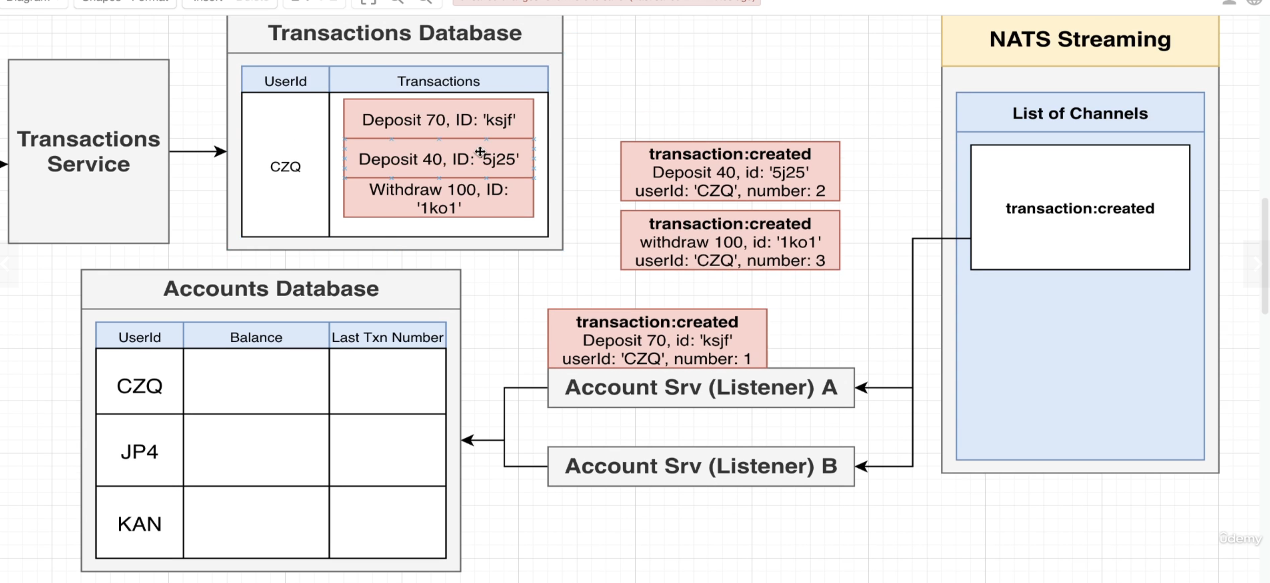 Transactions Database
NATS Streaming
UserId
Transactions
List of Channels
Transactions
Service
Deposit 70, ID: 'ksjf'
Deposit 40, ID: '5j25'
Withdraw 100, ID:
'1ko1'
CZQ
transaction:created
Deposit 40, id: '5j25'
userId: 'CZQ', number: 2
transaction:created
withdraw 100, id: '1ko1'
userId: 'CZQ', number: 3
transaction:created
Accounts Database
UserId
Balance
Last Txn Number
CZQ
JP4
KAN
transaction:created
Deposit 70, id: 'ksjf'
userId: 'CZQ', number: 1
Account Srv (Listener) A
Account Srv (Listener) B
ûdemy